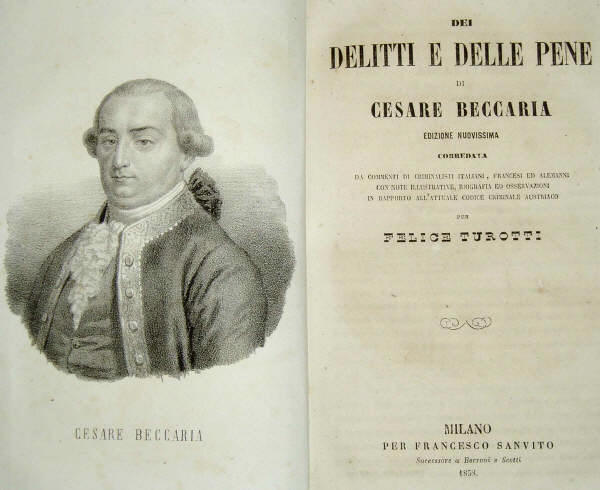 CESARE BECCARIA
DEI
DELITTI E DELLE PENE
DI
CESARE BECCARIA
EDIZIONE NUOVISSIMA
CORREDATA
DA COMMENTI DI CRIMINALISTI ITALIANI, FRANCESI ED ALEMANNI
CON NOTE ILLUSTRATIVE, BIOGRAFIA ED OSSERVAZIONI
IN RAPPORTO ALL'ATTUALE CODICE CRIMINALE AUSTRIACO
PER
FELICE TUROTTI
MILANO
PER FRANCESCO SANVITO
Successore a Borroni e Scotti